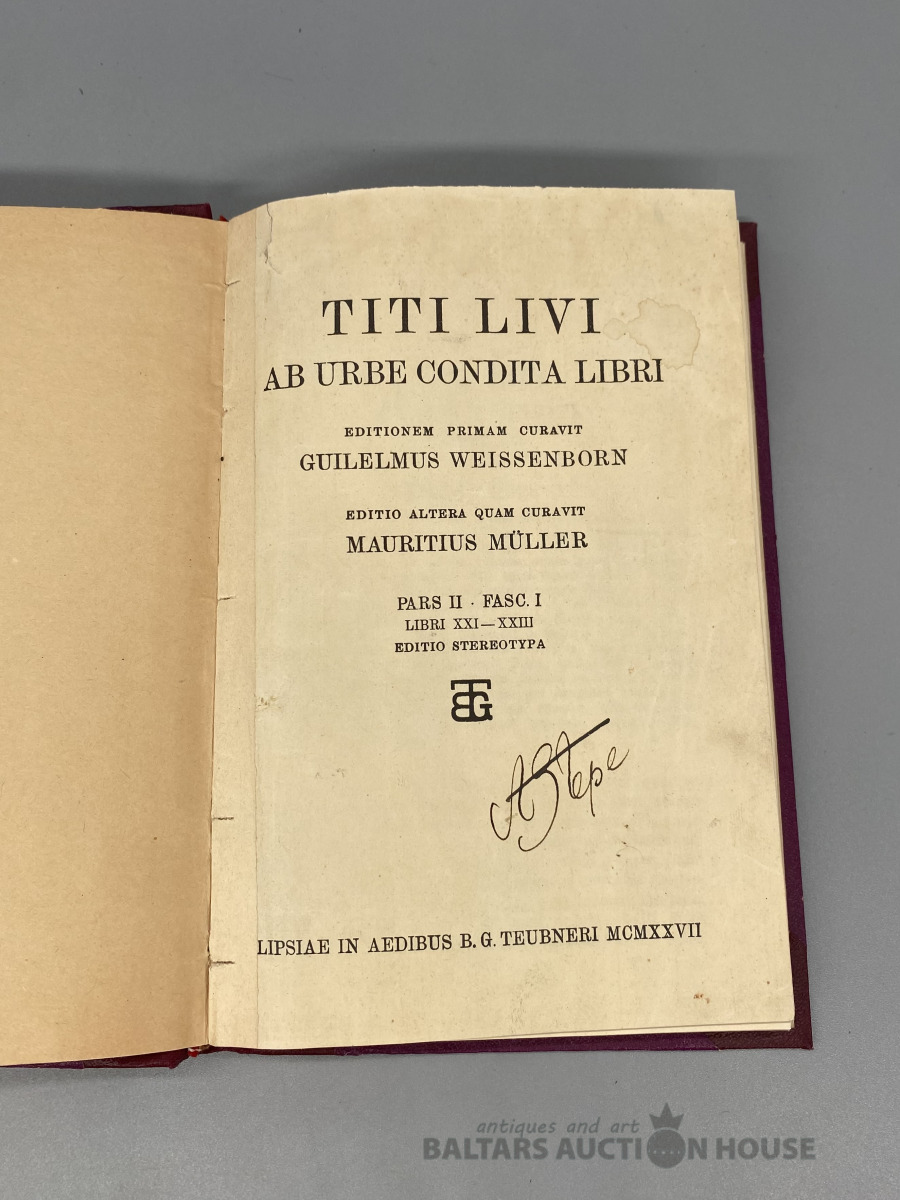 TITI LIVI
AB URBE CONDITA LIBRI
EDITIONEM PRIMAM CURAVIT
GUILELMUS WEISSENBORN
EDITIO ALTERA QUAM CURAVIT
MAURITIUS MÜLLER
PARS II · FASC. I
LIBRI XXI—XXIII
EDITIO STEREOTYPA
BTG
LIPSIAE IN AEDIBUS B. G. TEUBNERI MCMXXVII
antiques and art
BALTARS AUCTION HOUSE